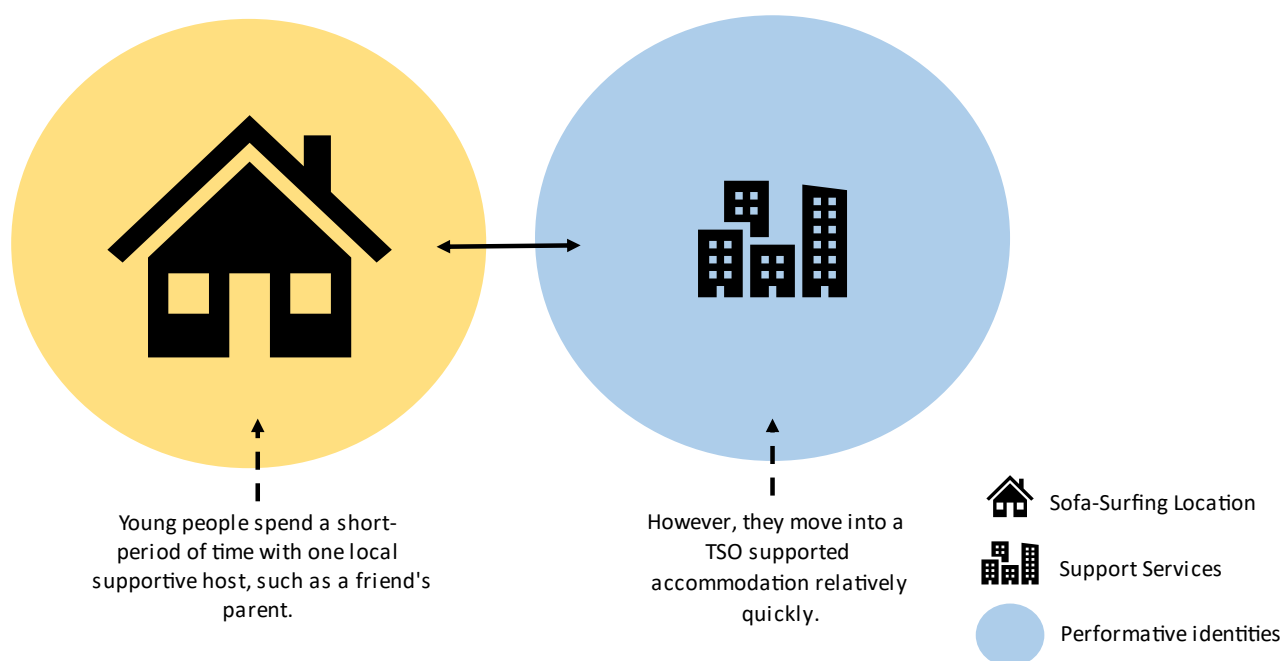 Young people spend a short-
period of time with one local
supportive host, such as a friend's
parent.
However, they move into a
TSO supported
accommodation relatively
quickly.
Sofa-Surfing Location
Support Services
Performative identities